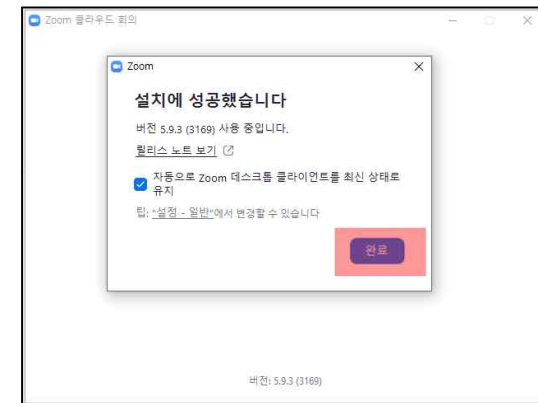 Zoom 클라우드 회의
Zoom
설치에 성공했습니다
버전 5.9.3 (3169) 사용 중입니다.
릴리스 노트 보기
자동으로 Zoom 데스크톱 클라이언트를 최신 상태로
유지
팁: "설정 - 일반"에서 변경할 수 있습니다
완료
버전: 5.9.3 (3169)